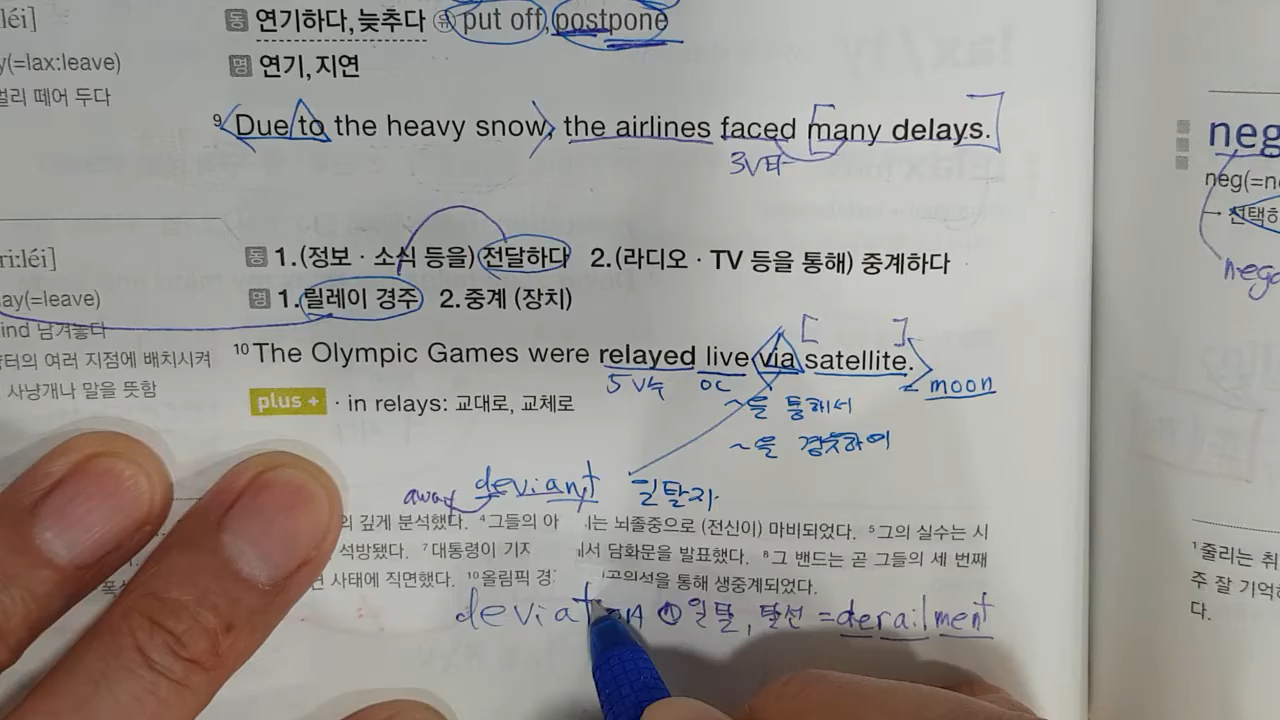 léi]
동 연기하다, 늦추다 유 put off, postpone
y(=lax:leave)
명 연기, 지연
멀리 떼어 두다
9 Due to the heavy snow, the airlines faced many delays.
3V타
neg
neg(=ne
→ 선택하
nega
ri:léi]
동 1. (정보 · 소식 등을) 전달하다 2. (라디오 · TV 등을 통해) 중계하다
ay(=leave)
명 1. 릴레이 경주 2. 중계 (장치)
ind 남겨놓다
10 The Olympic Games were relayed live via satellite.
터의 여러 지점에 배치시켜
사냥개나 말을 뜻함
5V수 OC moon
plus + · in relays: 교대로, 교체로
~을 통해서
~을 경유하여
away deviant 일탈자
의 깊게 분석했다. 4 그들의 아 는 뇌졸중으로 (전신이) 마비되었다. 5 그의 실수는 시
석방됐다. 7 대통령이 기자 에서 담화문을 발표했다. 8 그 밴드는 곧 그들의 세 번째
사태에 직면했다. 10 올림픽 경 공위성을 통해 생중계되었다.
deviat ① 일탈, 탈선 = derailment
1 줄리는 취
주 잘 기억
다.